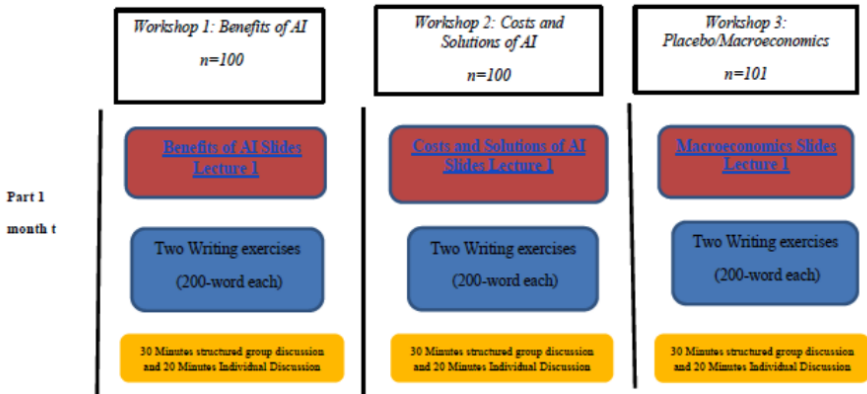 Workshop 1: Benefits of AI
n=100
Workshop 2: Costs and
Solutions of AI
n=100
Workshop 3:
Placebo/Macroeconomics
n=101
Part 1
month t
Benefits of AI Slides
Lecture 1
Costs and Solutions of AI
Slides Lecture 1
Macroeconomics Slides
Lecture 1
Two Writing exercises
(200-word each)
Two Writing exercises
(200-word each)
Two Writing exercises
(200-word each)
30 Minutes structured group discussion
and 20 Minutes Individual Discussion
30 Minutes structured group discussion
and 20 Minutes Individual Discussion
30 Minutes structured group discussion
and 20 Minutes Individual Discussion